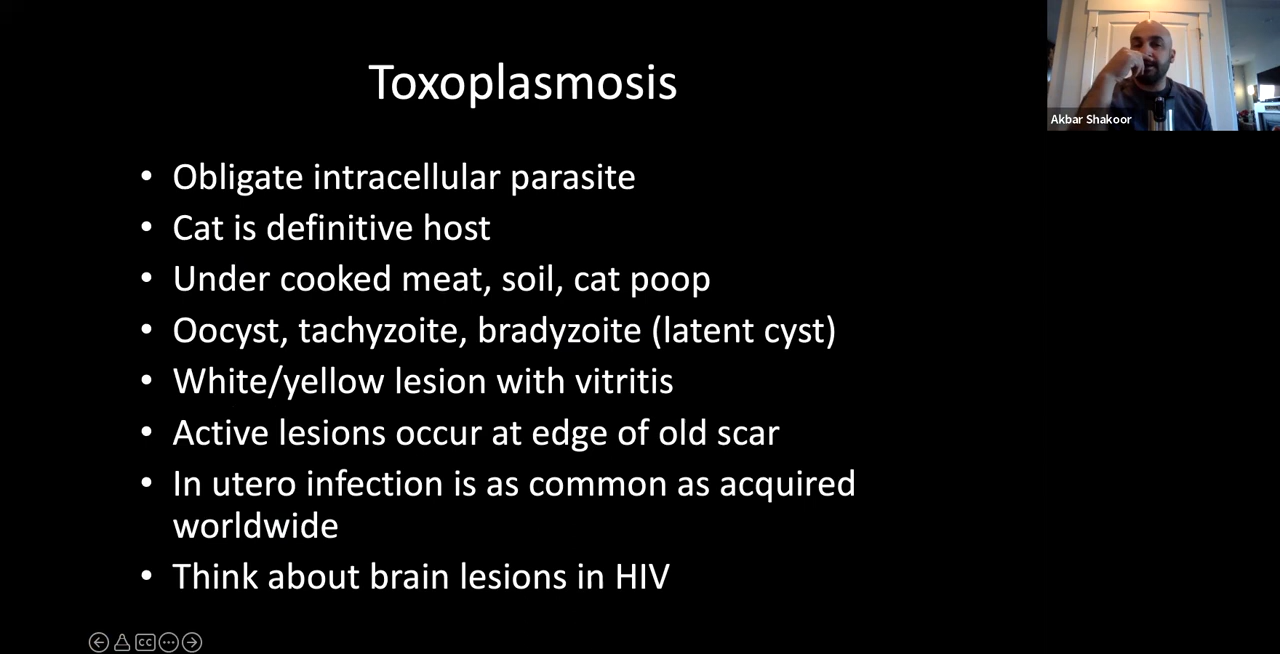 Toxoplasmosis
Akbar Shakoor
• Obligate intracellular parasite
• Cat is definitive host
• Under cooked meat, soil, cat poop
• Oocyst, tachyzoite, bradyzoite (latent cyst)
• White/yellow lesion with vitritis
• Active lesions occur at edge of old scar
• In utero infection is as common as acquired
worldwide
• Think about brain lesions in HIV
CC